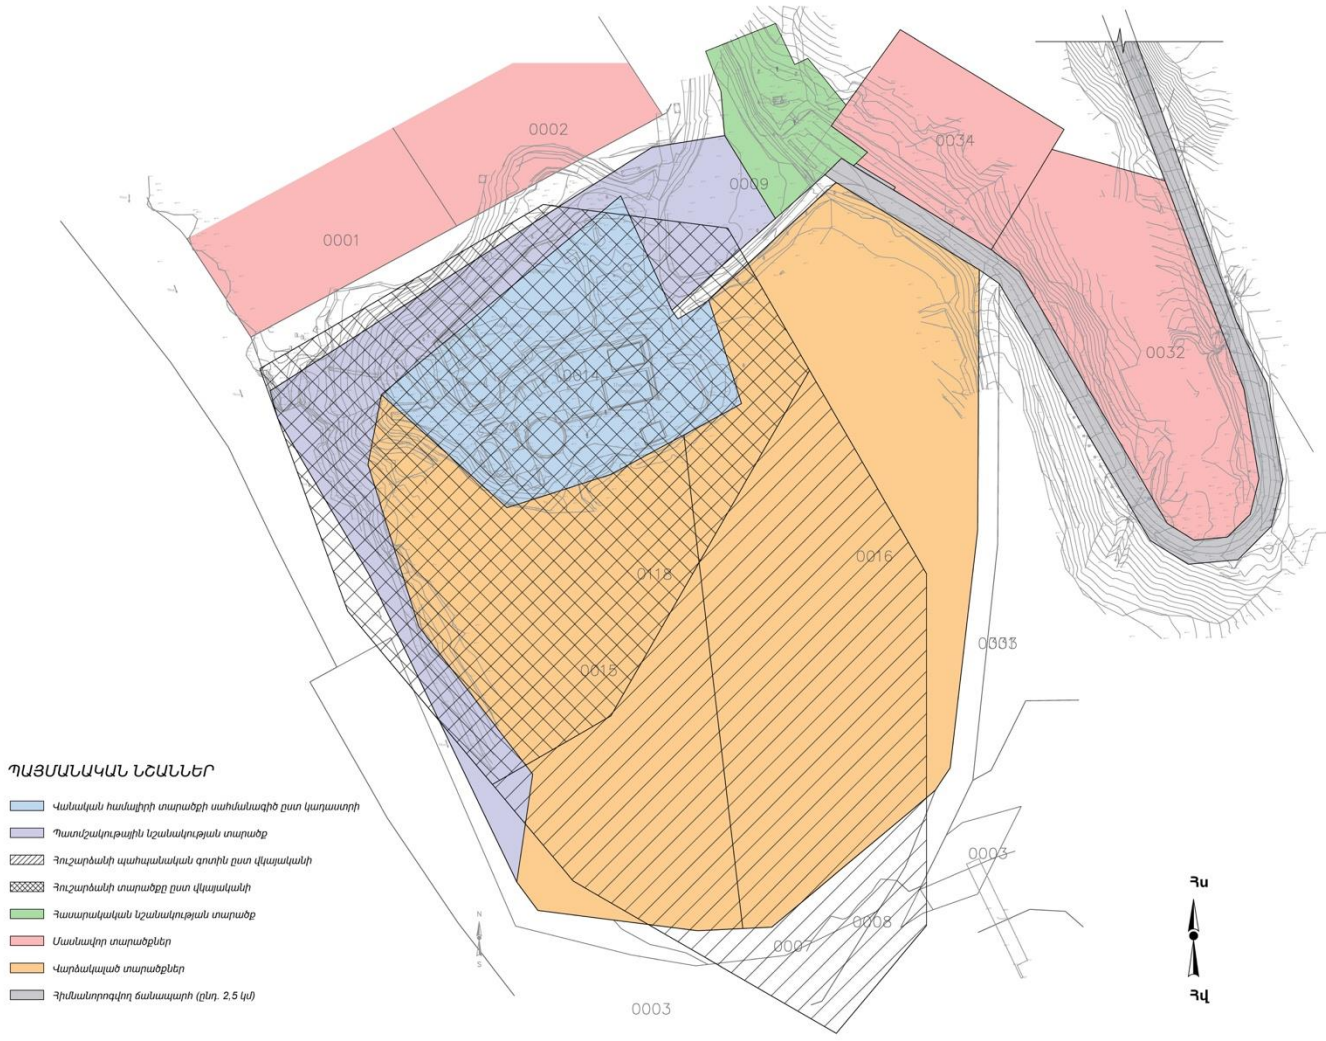 0002
0034
0009
0001
0032
0014
0016
0118
0333
0015
ՊԱՅՄԱՆԱԿԱՆ ՆՇԱՆՆԵՐ
Վանական համալիրի տարածքի սահմանագիծ ըստ կադաստրի
Պատմշակութային նշանակության տարածք
Հուշարձանի պահպանական գոտին ըստ վկայականի
Հուշարձանի տարածքը ըստ վկայականի
Հասարակական նշանակության տարածք
Մասնավոր տարածքներ
Վարձակալած տարածքներ
Հիմնանորոգվող ճանապարհ (ընդ. 2,5 կմ)
0003
0008
0007
0003
N
S
Հս
Հվ